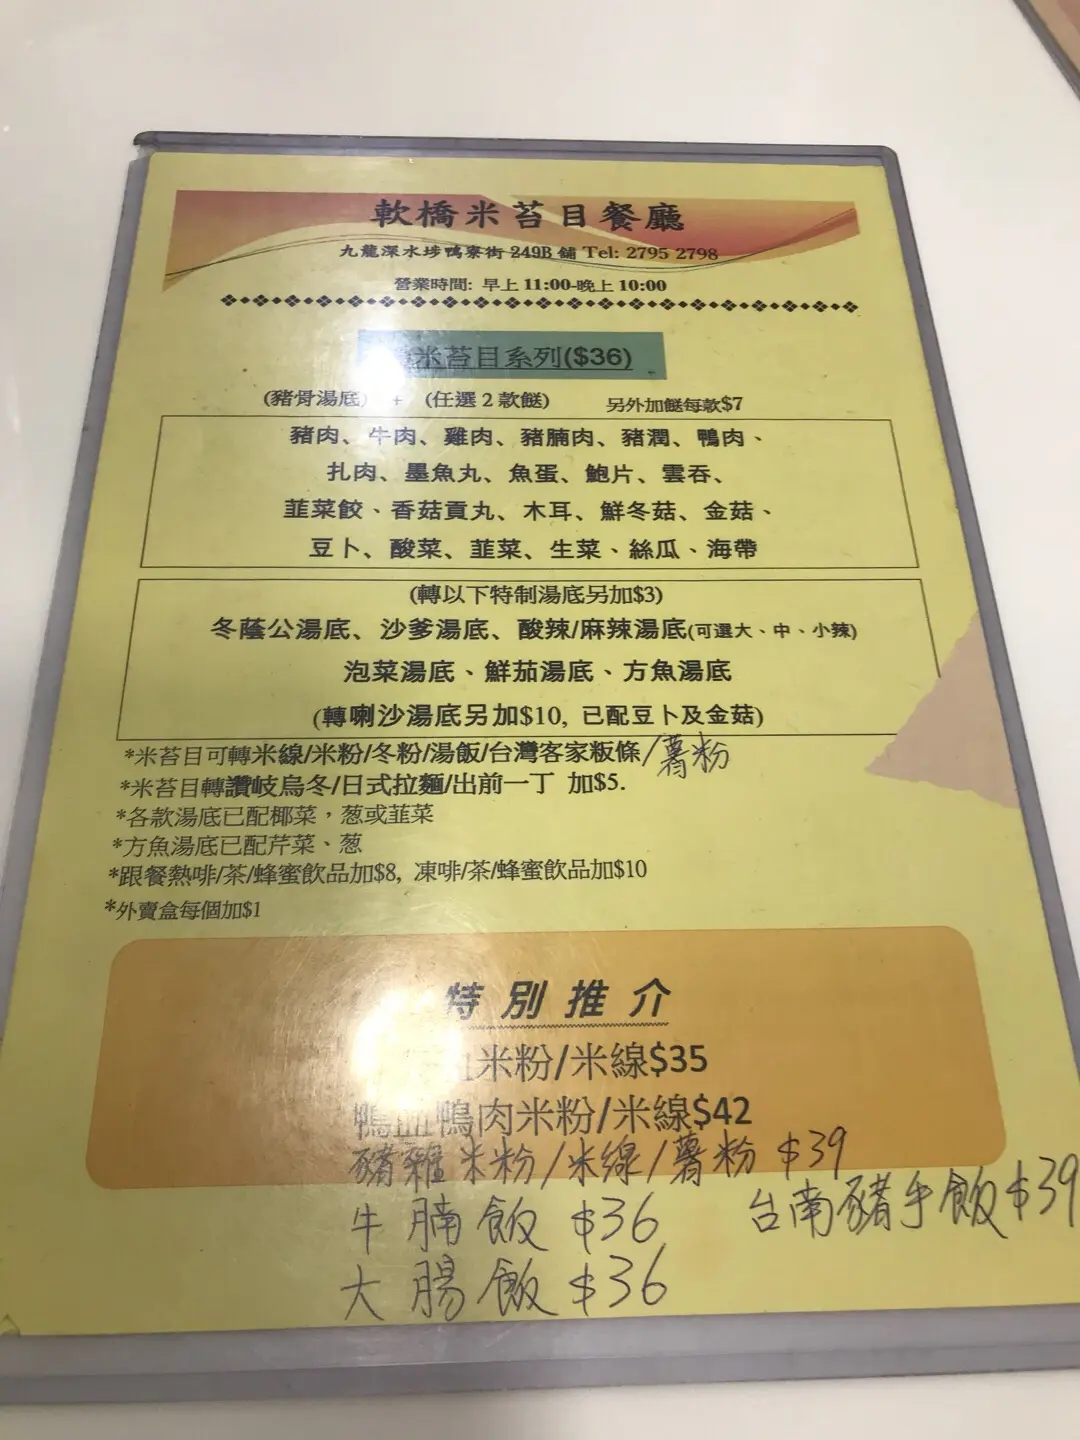 軟橋米苔目餐廳
九龍深水埗鴨寮街 249B 舖 Tel: 2795 2798
營業時間: 早上 11:00-晚上 10:00
米苔目系列($36)
(豬骨湯底) + (任選 2 款餸) 另外加餸每款$7
豬肉、牛肉、雞肉、豬腩肉、豬潤、鴨肉、
扎肉、墨魚丸、魚蛋、鮑片、雲吞、
韮菜餃、香菇貢丸、木耳、鮮冬菇、金菇、
豆卜、酸菜、韮菜、生菜、絲瓜、海帶
(轉以下特制湯底另加$3)
冬蔭公湯底、沙爹湯底、酸辣/麻辣湯底(可選大、中、小辣)
泡菜湯底、鮮茄湯底、方魚湯底
(轉喇沙湯底另加$10, 已配豆卜及金菇)
*米苔目可轉米線/米粉/冬粉/湯飯/台灣客家粄條/薯粉
*米苔目轉讚岐烏冬/日式拉麵/出前一丁 加$5.
*各款湯底已配椰菜，葱或韮菜
*方魚湯底已配芹菜、葱
*跟餐熱啡/茶/蜂蜜飲品加$8, 凍啡/茶/蜂蜜飲品加$10
*外賣盒每個加$1
特別推介
米粉/米線$35
鴨血鴨肉米粉/米線$42
豬雜米粉/米線/薯粉 $39
牛腩飯 $36 台南豬手飯$39
大腸飯 $36